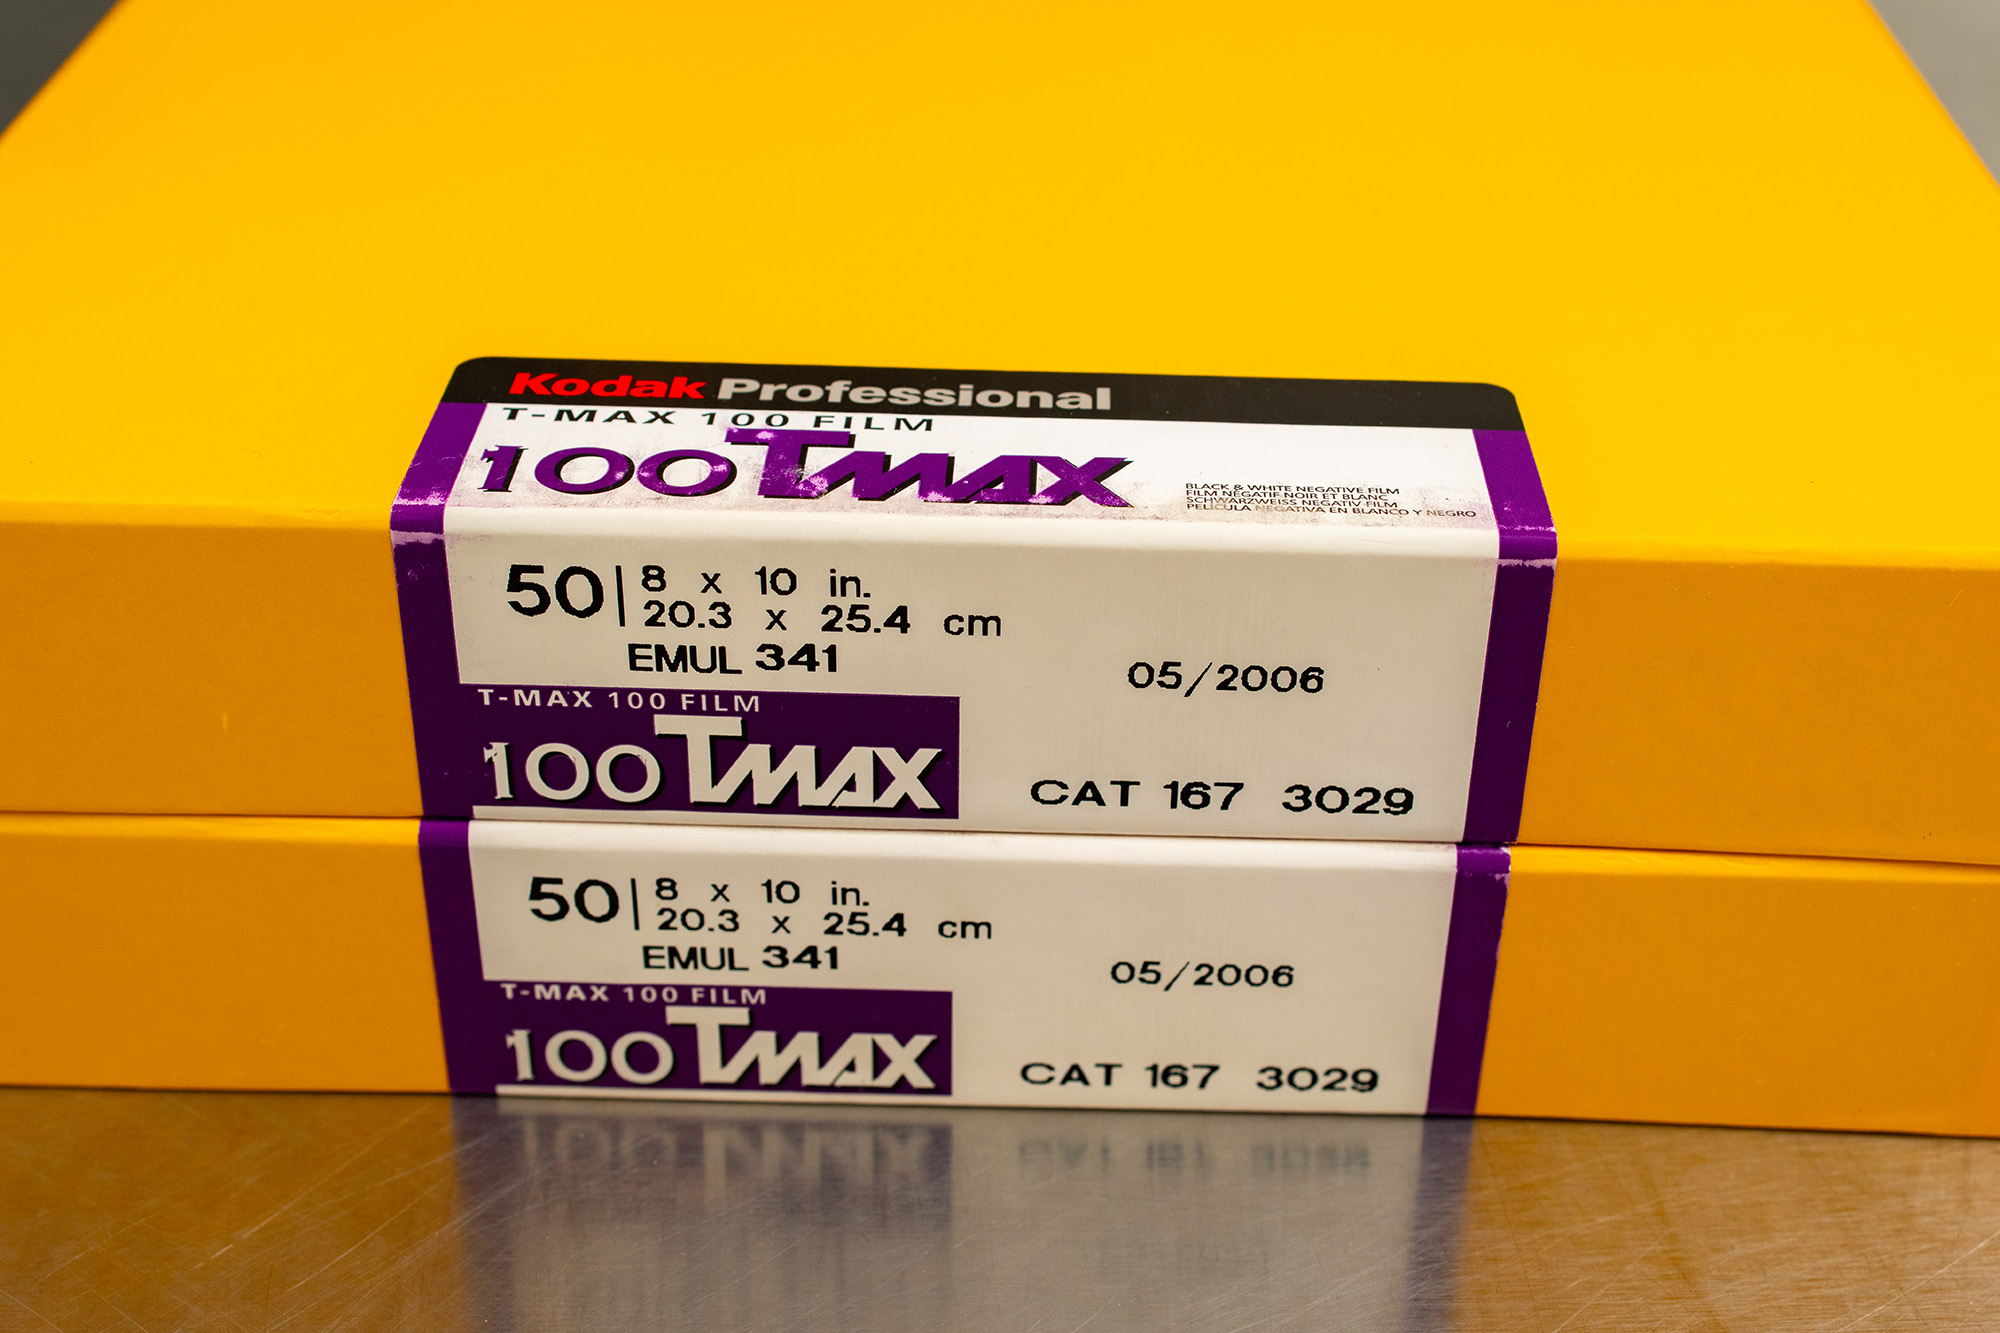 Kodak Professional
T-MAX 100 FILM
100 TMAX
BLACK & WHITE NEGATIVE FILM
FILM NÉGATIF NOIR ET BLANC
SCHWARZWEISS NEGATIV FILM
PELÍCULA NEGATIVA EN BLANCO Y NEGRO
50 | 8 x 10 in.
20.3 x 25.4 cm
EMUL 341
05/2006
T-MAX 100 FILM
100 TMAX
CAT 167 3029
50 | 8 x 10 in.
20.3 x 25.4 cm
EMUL 341
05/2006
T-MAX 100 FILM
100 TMAX
CAT 167 3029